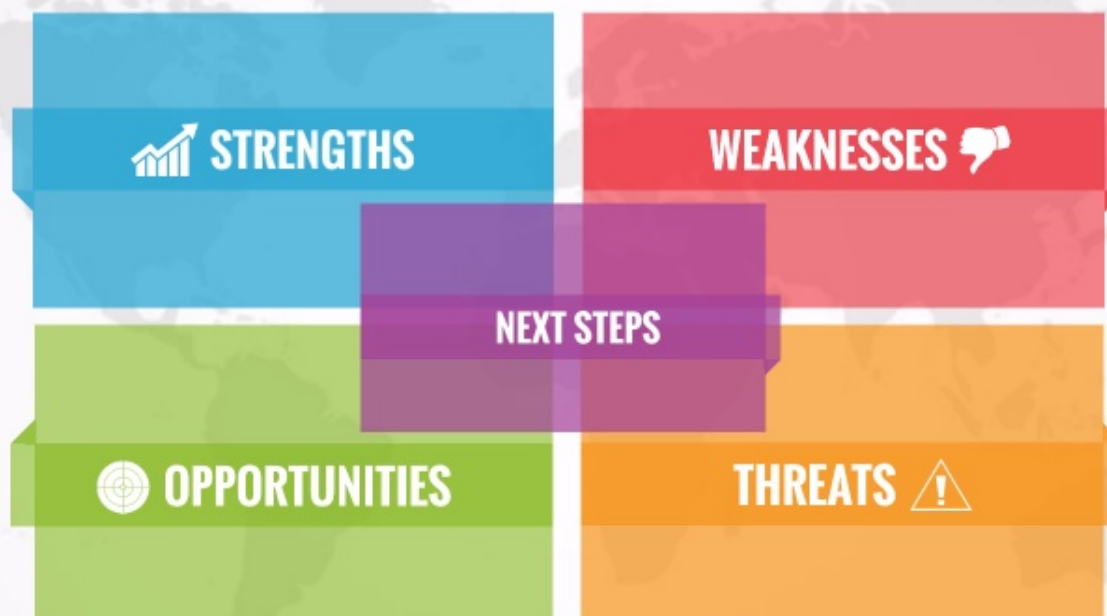 STRENGTHS
WEAKNESSES
NEXT STEPS
OPPORTUNITIES
THREATS